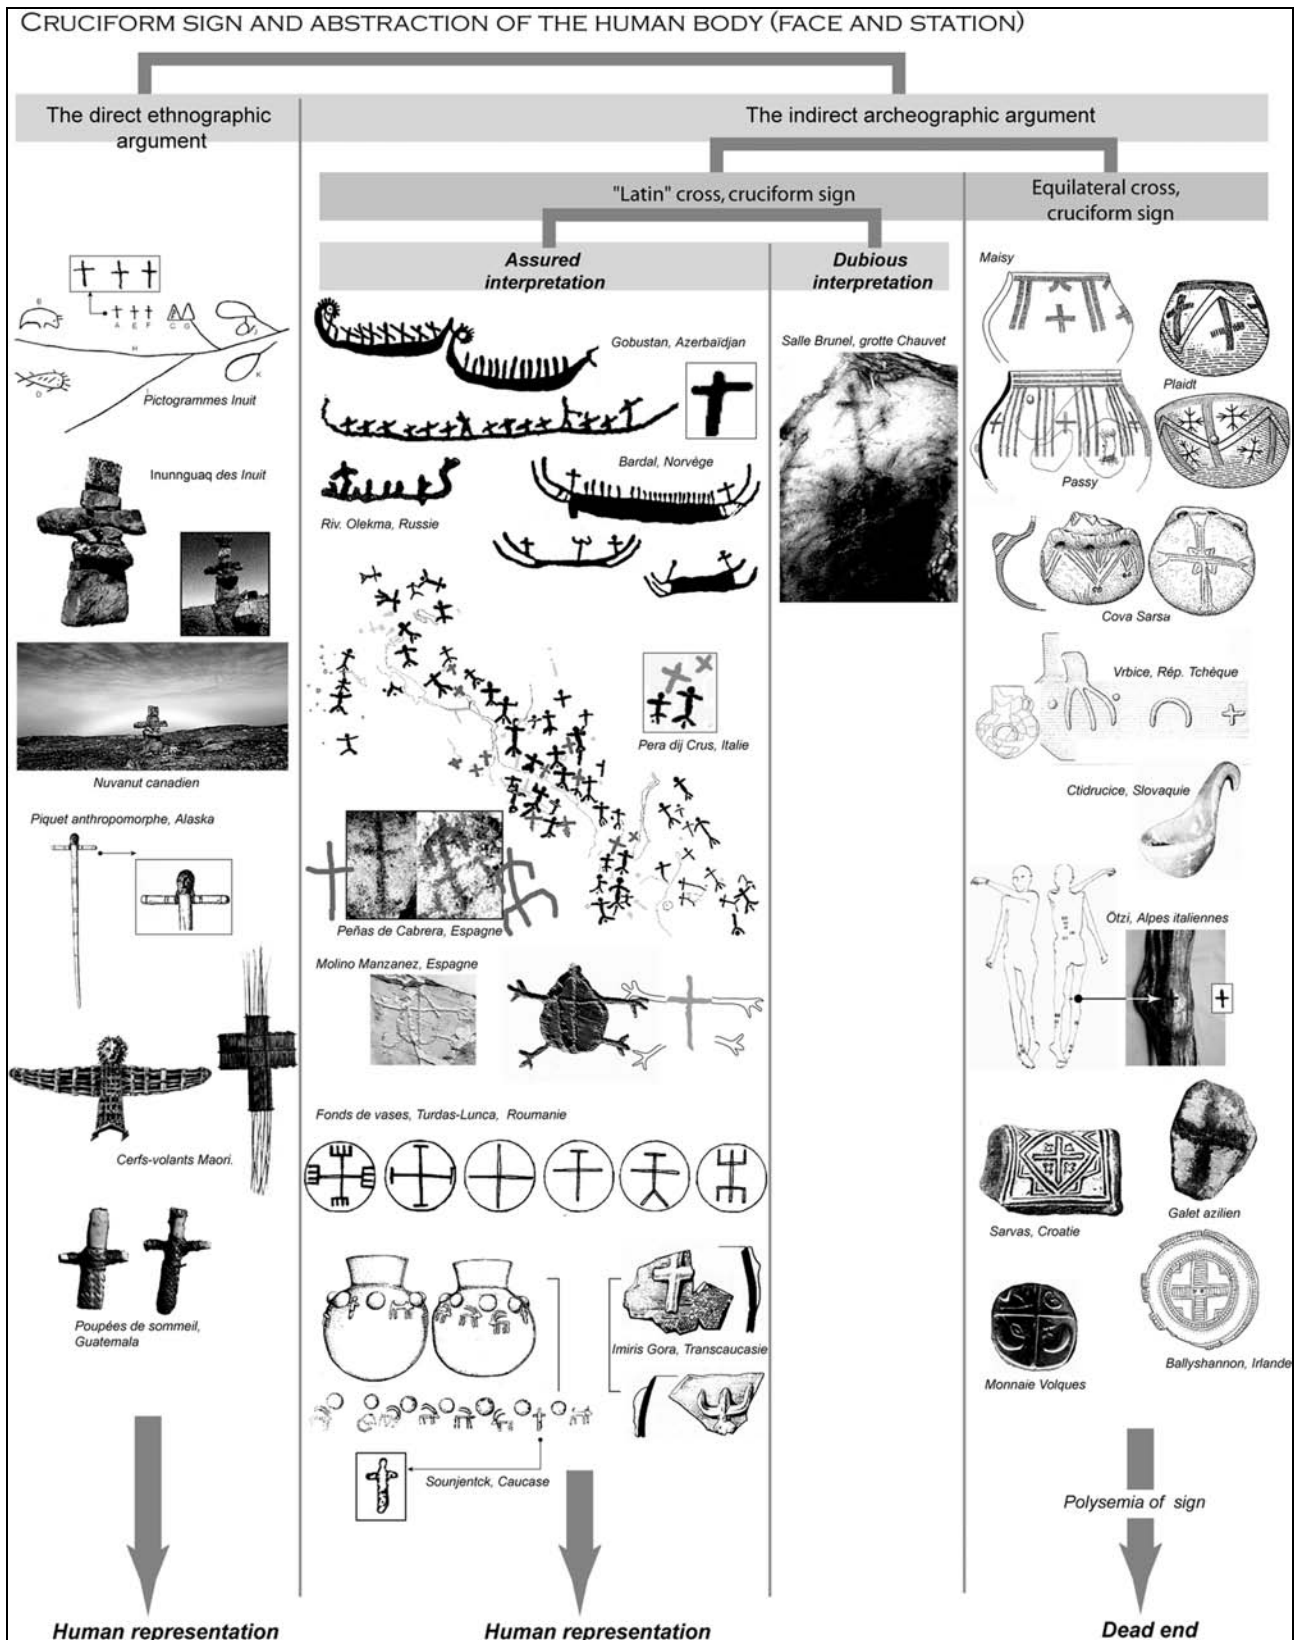 CRUCIFORM SIGN AND ABSTRACTION OF THE HUMAN BODY (FACE AND STATION)
The direct ethnographic
argument
The indirect archeographic argument
"Latin" cross, cruciform sign
Equilateral cross,
cruciform sign
Assured
interpretation
Dubious
interpretation
B
A E F C G
H
J
K
D
I
Pictogrammes Inuit
Inunnguaq des Inuit
Nuvanut canadien
Piquet anthropomorphe, Alaska
Cerfs-volants Maori.
Poupées de sommeil,
Guatemala
Human representation
Gobustan, Azerbaïdjan
Bardal, Norvège
Riv. Olekma, Russie
Pera dij Crus, Italie
Peñas de Cabrera, Espagne
Molino Manzanez, Espagne
Fonds de vases, Turdas-Lunca, Roumanie
Imiris Gora, Transcaucasie
Sounjentck, Caucase
Human representation
Salle Brunel, grotte Chauvet
Maisy
Plaidt
Passy
Cova Sarsa
Vrbice, Rép. Tchèque
Ctidrucice, Slovaquie
Ötzi, Alpes italiennes
Sarvas, Croatie
Galet azilien
Monnaie Volques
Ballyshannon, Irlande
Polysemia of sign
Dead end